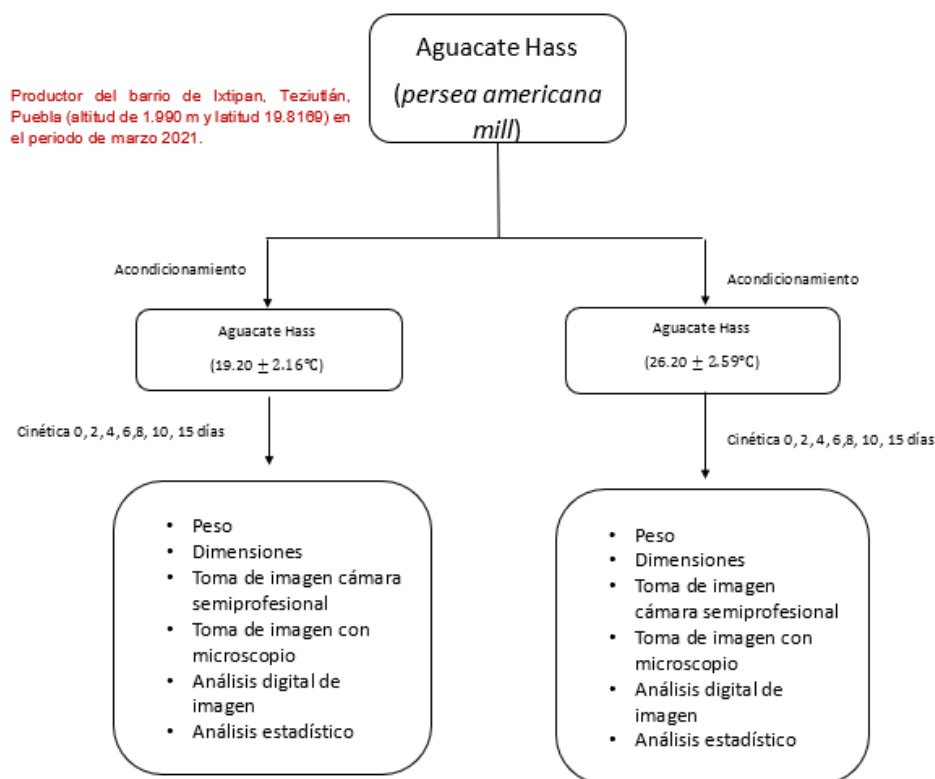 Aguacate Hass
(persea americana
mill)
Productor del barrio de Ixtipan, Teziutlán,
Puebla (altitud de 1.990 m y latitud 19.8169) en
el periodo de marzo 2021.
Acondicionamiento
Acondicionamiento
Aguacate Hass
(19.20 ± 2.16°C)
Aguacate Hass
(26.20 ± 2.59°C)
Cinética 0, 2, 4, 6,8, 10, 15 días
Cinética 0, 2, 4, 6,8, 10, 15 días
• Peso
• Dimensiones
• Toma de imagen cámara
semiprofesional
• Toma de imagen con
microscopio
• Análisis digital de
imagen
• Análisis estadístico
• Peso
• Dimensiones
• Toma de imagen
cámara semiprofesional
• Toma de imagen con
microscopio
• Análisis digital de
imagen
• Análisis estadístico